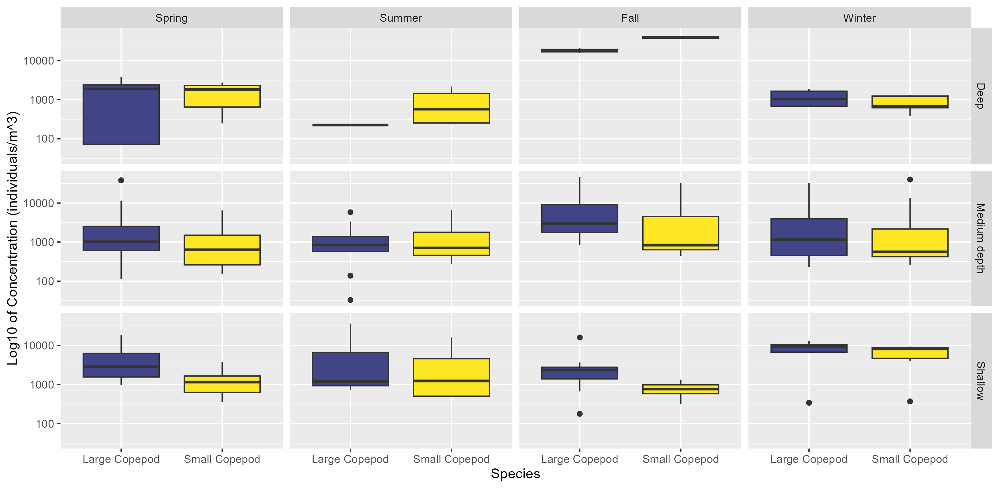 Spring Summer Fall Winter
Log10 of Concentration (individuals/m^3)
10000
1000
100
Deep
10000
1000
100
Medium depth
10000
1000
100
Shallow
Large Copepod Small Copepod Large Copepod Small Copepod Large Copepod Small Copepod Large Copepod Small Copepod
Species